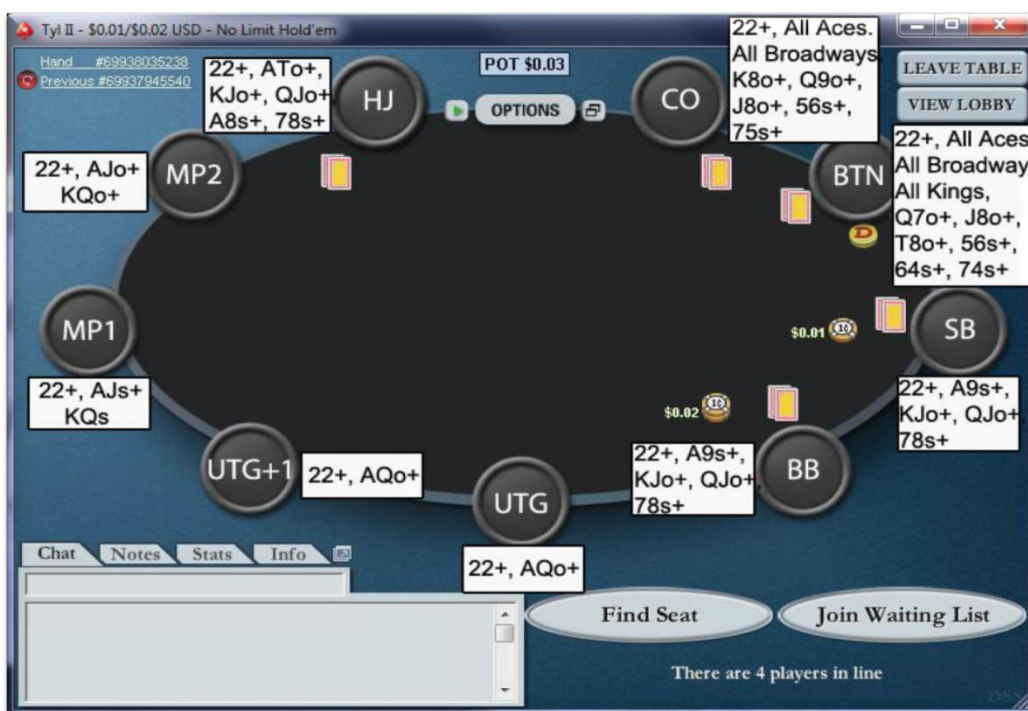 Tyl II - $0.01/$0.02 USD - No Limit Hold'em
Hand #69938035238
Previous #69937945540
POT $0.03
OPTIONS
LEAVE TABLE
VIEW LOBBY
22+, ATo+,
KJo+, QJo+
A8s+, 78s+
HJ
CO
22+, All Aces.
All Broadways
K8o+, Q9o+,
J8o+, 56s+,
75s+
22+, AJo+
KQo+
MP2
BTN
22+, All Aces
All Broadway
All Kings,
Q7o+, J8o+,
T8o+, 56s+,
64s+, 74s+
D
MP1
22+, AJs+
KQs
$0.01
10
SB
22+, A9s+,
KJo+, QJo+
78s+
$0.02
10
UTG+1
22+, AQo+
UTG
22+, AQo+
22+, A9s+,
KJo+, QJo+,
78s+
BB
Chat
Notes
Stats
Info
Find Seat
Join Waiting List
There are 4 players in line